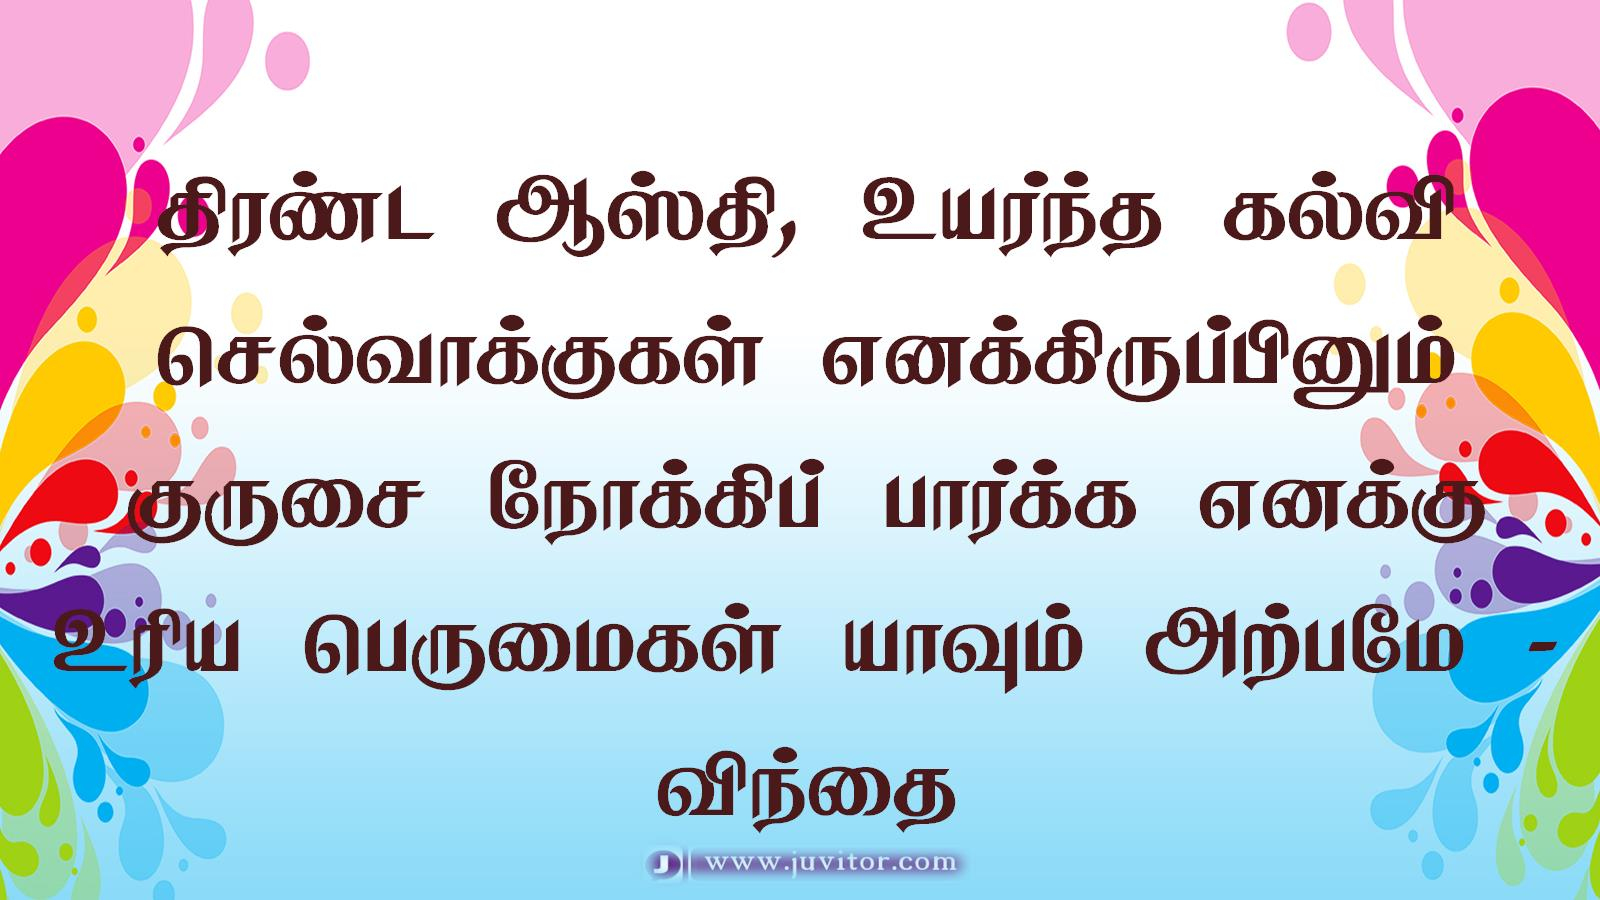 திரண்ட ஆஸ்தி, உயர்ந்த கல்வி
செல்வாக்குகள் எனக்கிருப்பினும்
குருசை நோக்கிப் பார்க்க எனக்கு
உரிய பெருமைகள் யாவும் அற்பமே -
விந்தை
J www.juvitor.com